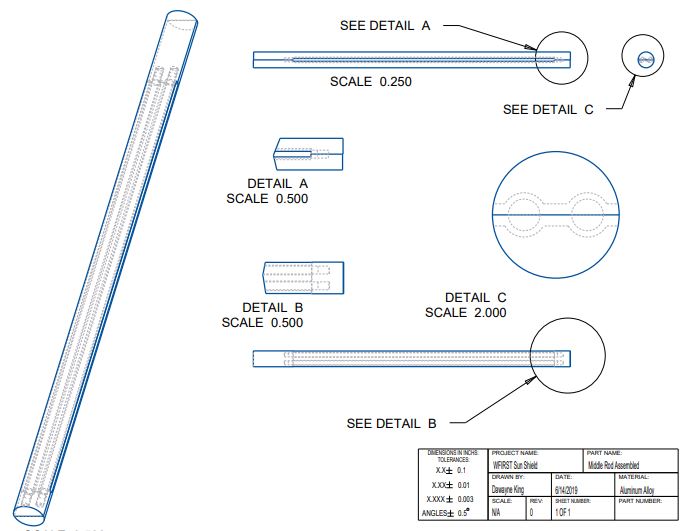 SEE DETAIL A
SCALE 0.250
SEE DETAIL C
DETAIL A
SCALE 0.500
DETAIL B
SCALE 0.500
DETAIL C
SCALE 2.000
SEE DETAIL B
DIMENSIONS IN INCHS:
TOLERANCES:
X.X± 0.1
X.XX± 0.01
X.XXX± 0.003
ANGLES± 0.5°
PROJECT NAME:
WFIRST Sun Shield
PART NAME:
Middle Rod Assembled
DRAWN BY:
Dawayne King
DATE:
6/14/2019
MATERIAL:
Aluminum Alloy
SCALE:
N/A
REV:
0
SHEET NUMBER:
1 OF 1
PART NUMBER: